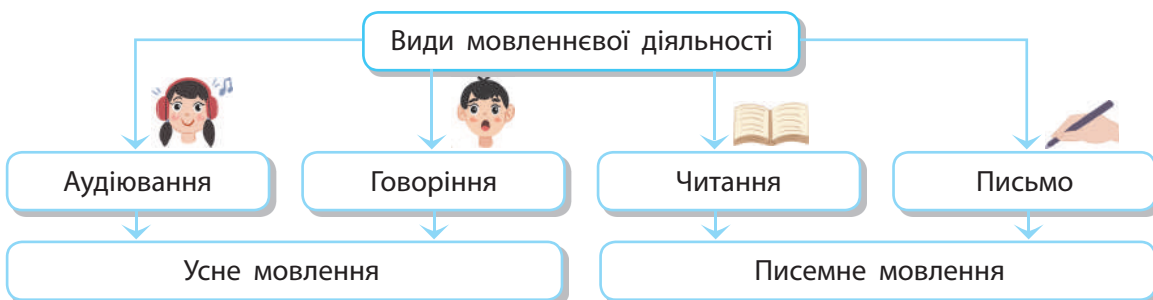 Види мовленнєвої діяльності
Аудіювання
Говоріння
Читання
Письмо
Усне мовлення
Писемне мовлення